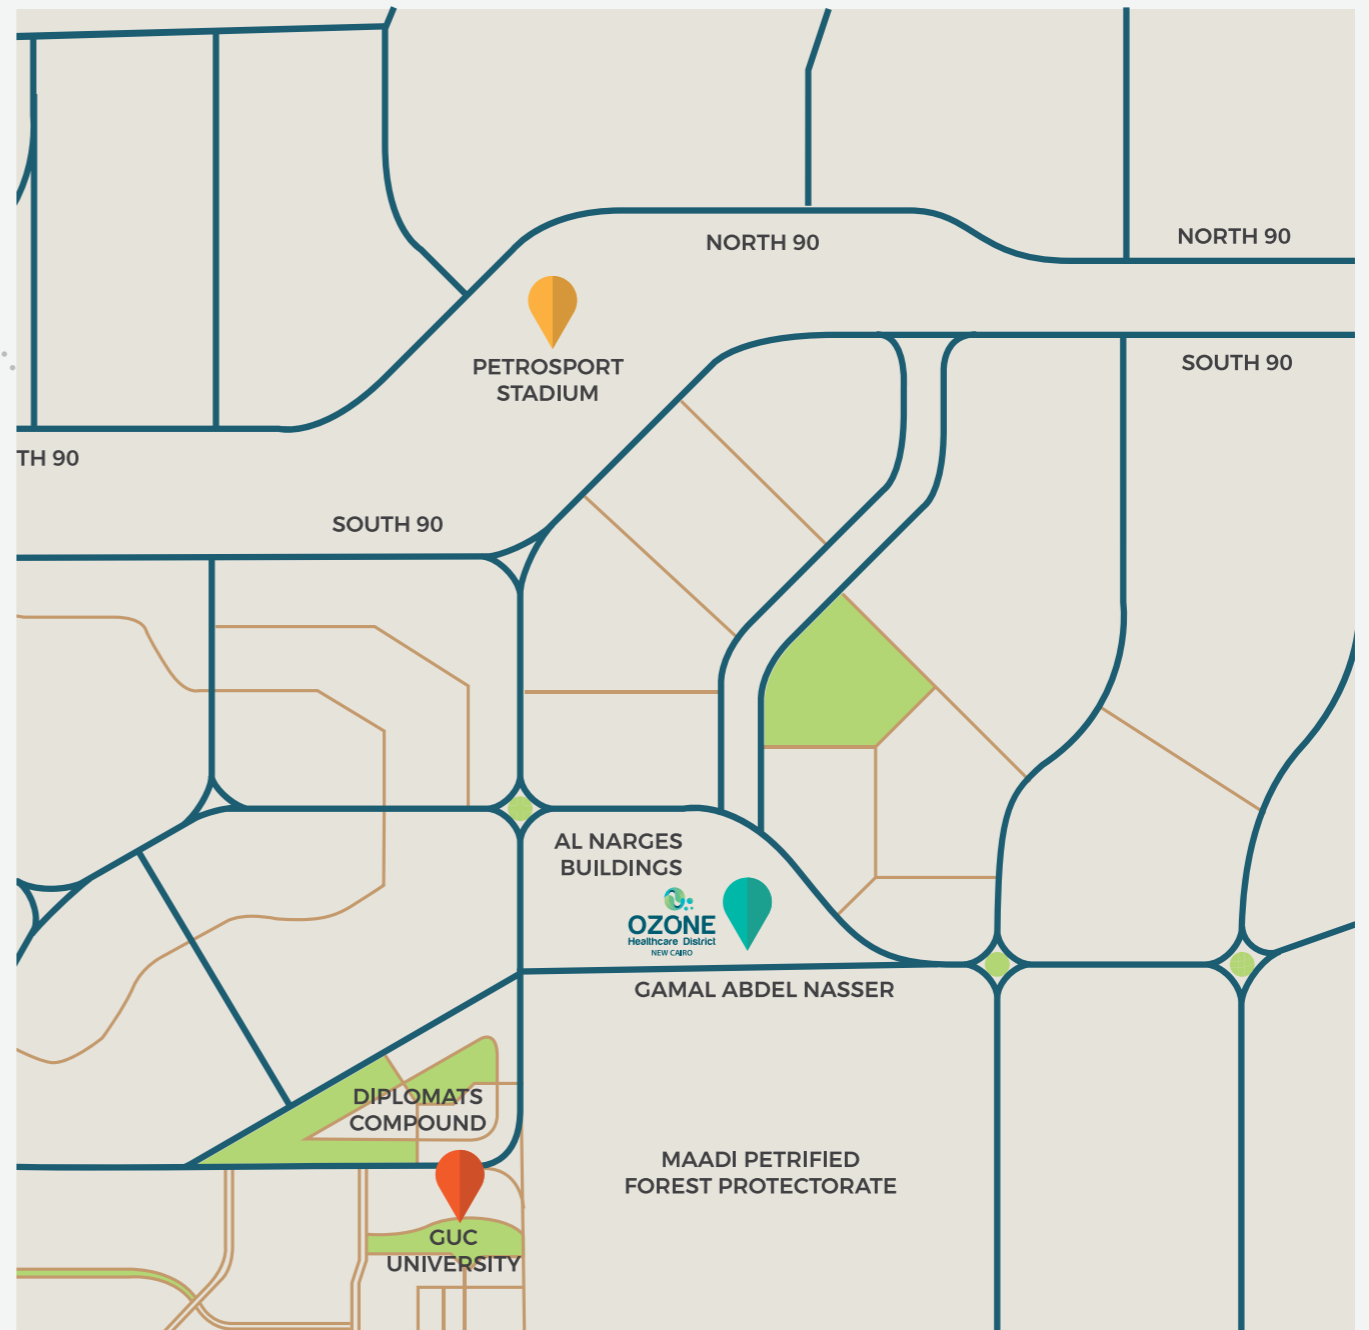 NORTH 90
NORTH 90
PETROSPORT
STADIUM
SOUTH 90
TH 90
SOUTH 90
AL NARGES
BUILDINGS
OZONE
Healthcare District
NEW CAIRO
GAMAL ABDEL NASSER
DIPLOMATS
COMPOUND
MAADI PETRIFIED
FOREST PROTECTORATE
GUC
UNIVERSITY